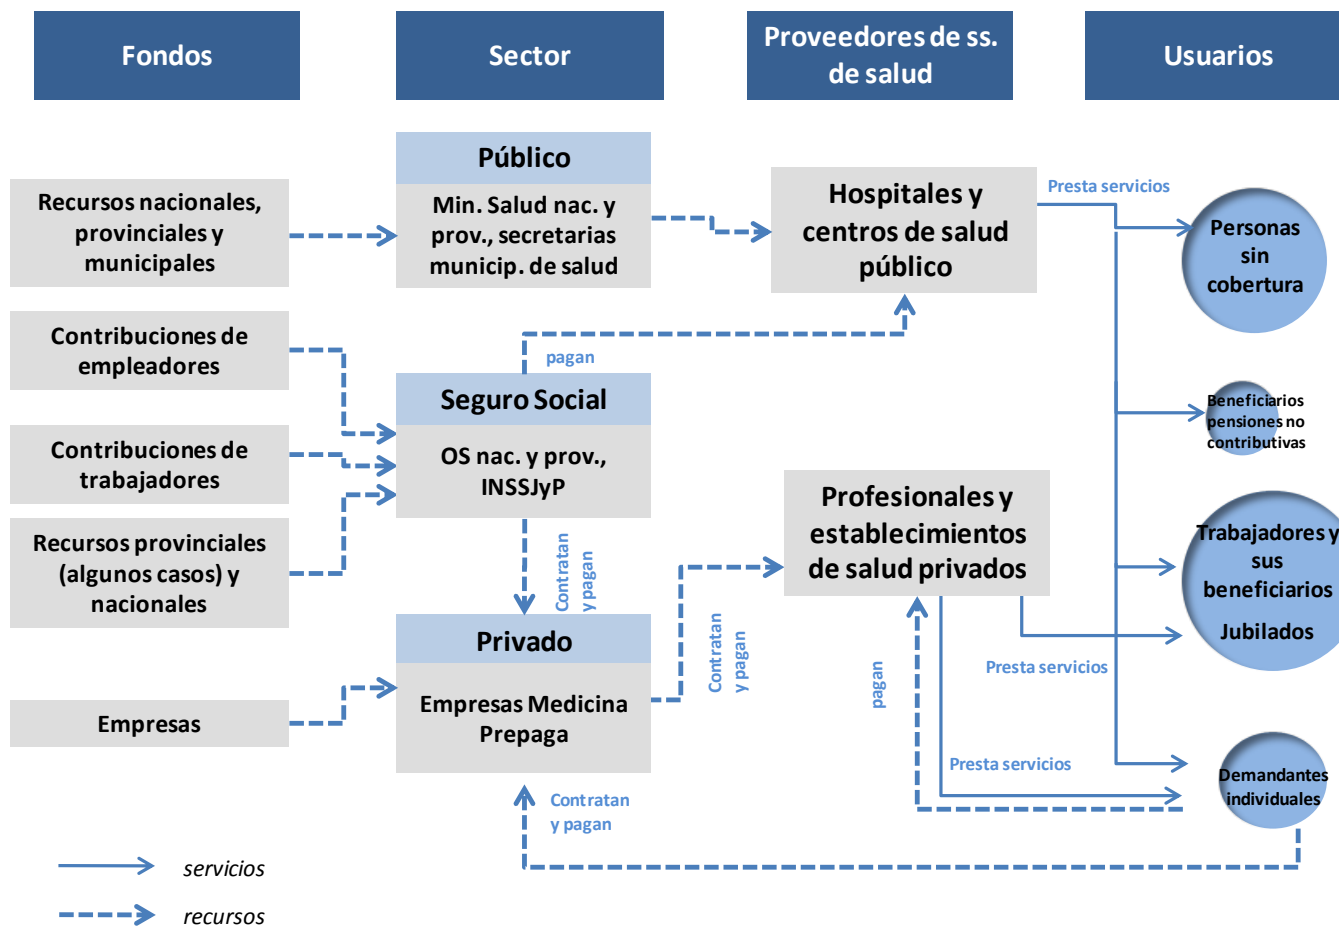 Fondos
Sector
Proveedores de ss.
de salud
Usuarios
Recursos nacionales,
provinciales y
municipales
Público
Min. Salud nac. y
prov., secretarias
municip. de salud
Hospitales y
centros de salud
público
Presta servicios
Personas
sin
cobertura
Contribuciones de
empleadores
pagan
Seguro Social
OS nac. y prov.,
INSSJyP
Beneficiarios
pensiones no
contributivas
Contribuciones de
trabajadores
Recursos provinciales
(algunos casos) y
nacionales
Contratan
y pagan
Profesionales y
establecimientos
de salud privados
Trabajadores y
sus
beneficiarios
Jubilados
Privado
Empresas Medicina
Prepaga
Contratan
y pagan
pagan
Presta servicios
Empresas
Presta servicios
Demandantes
individuales
Contratan
y pagan
servicios
recursos